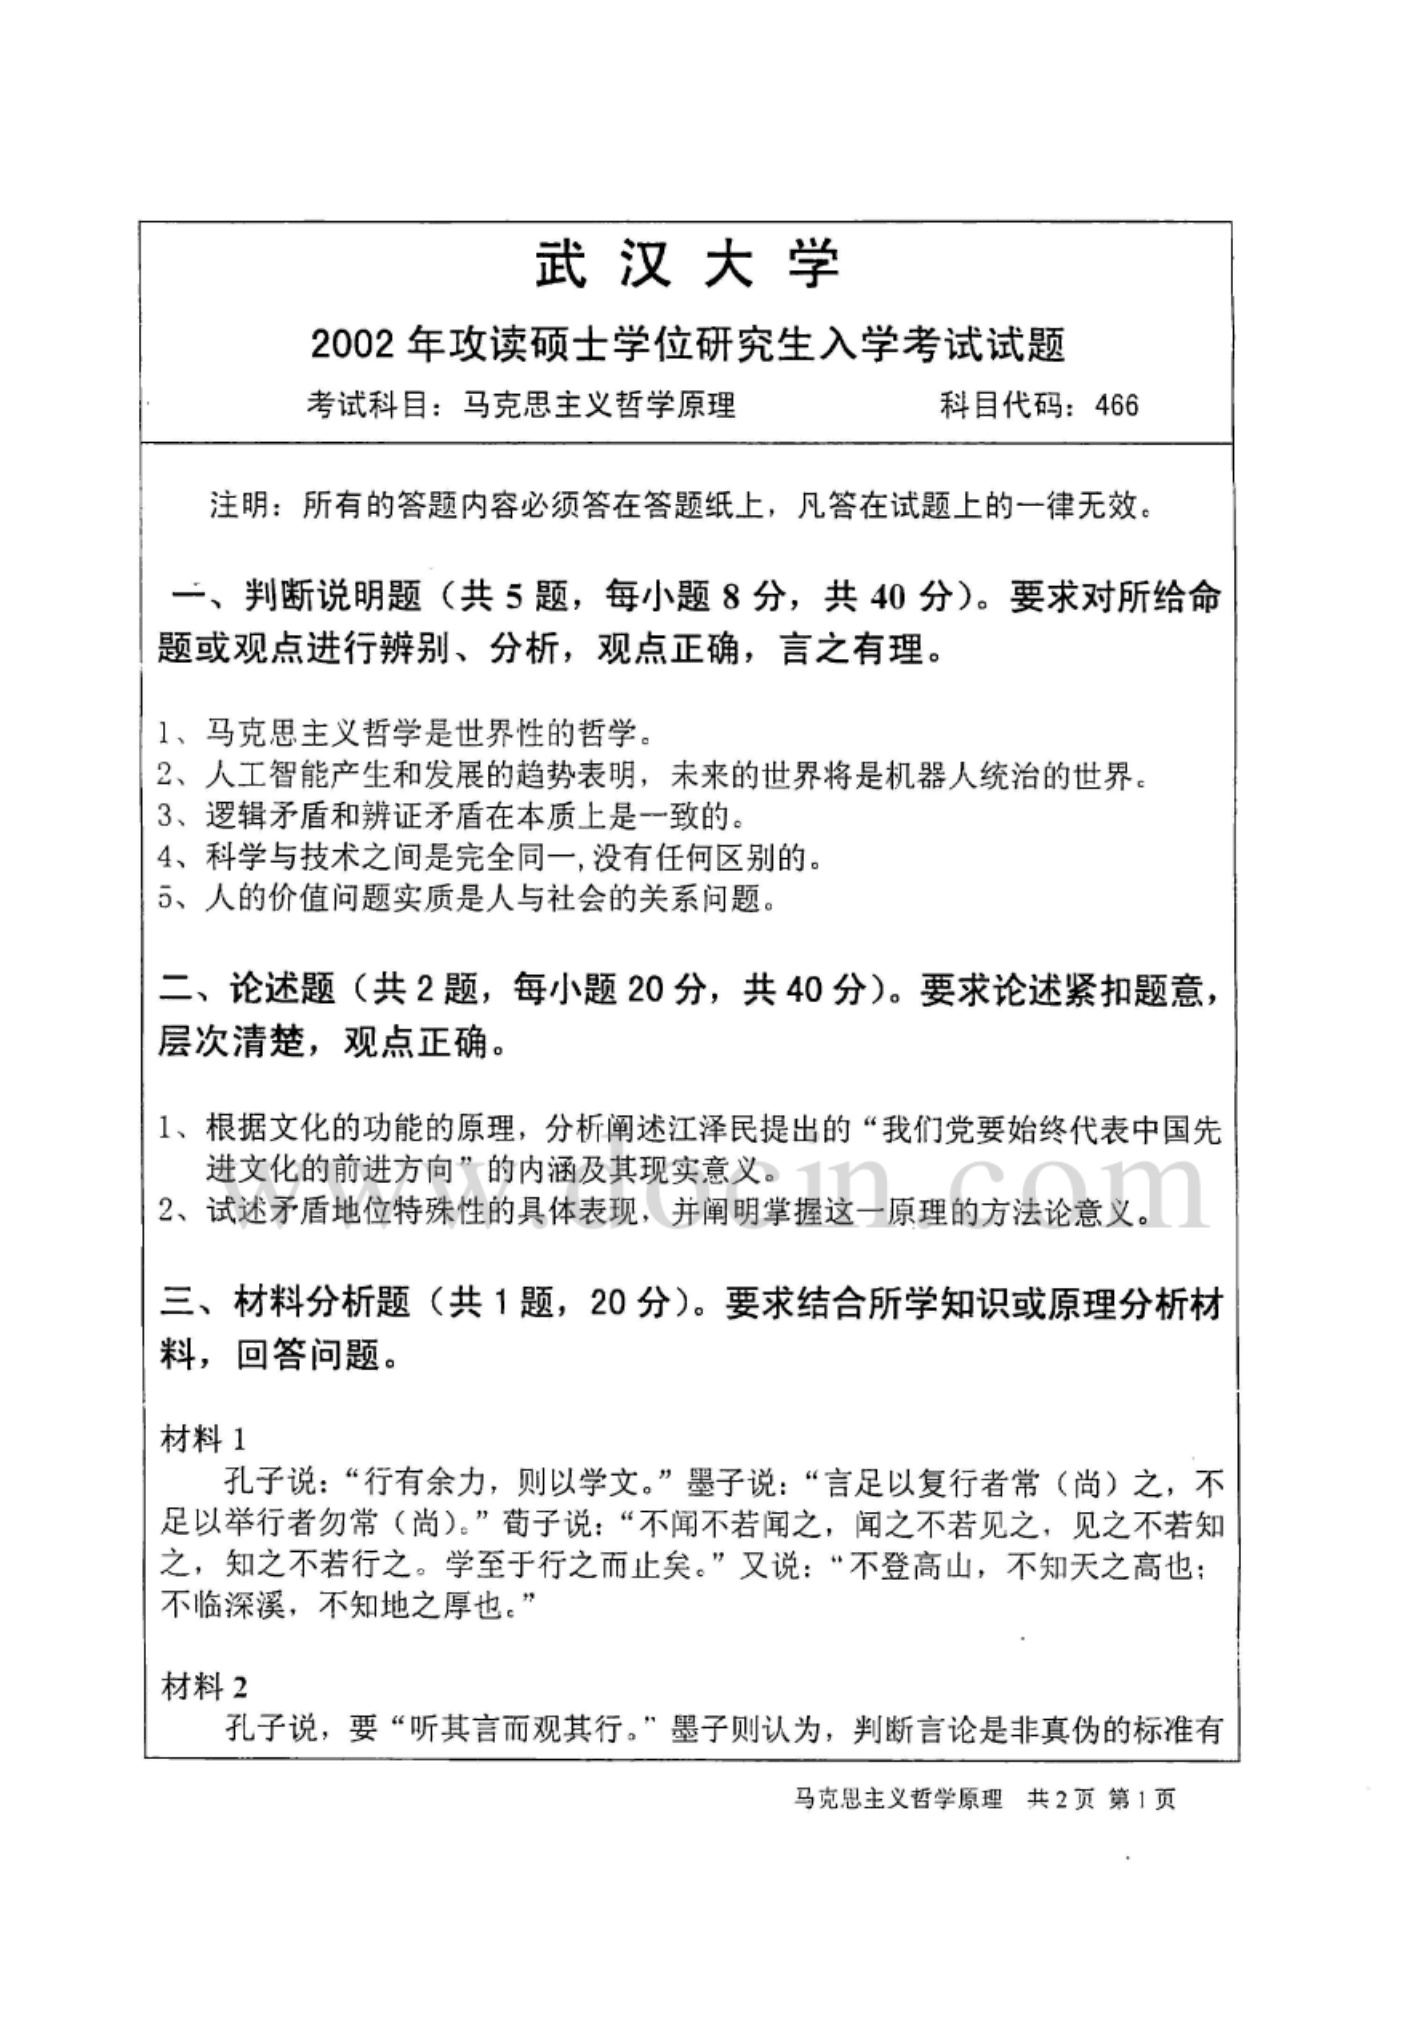 武汉大学
2002 年攻读硕士学位研究生入学考试试题
考试科目：马克思主义哲学原理 科目代码：466
注明：所有的答题内容必须答在答题纸上，凡答在试题上的一律无效。
一、判断说明题（共 5 题，每小题 8 分，共 40 分）。要求对所给命
题或观点进行辨别、分析，观点正确，言之有理。
1、马克思主义哲学是世界性的哲学。
2、人工智能产生和发展的趋势表明，未来的世界将是机器人统治的世界。
3、逻辑矛盾和辨证矛盾在本质上是一致的。
4、科学与技术之间是完全同一,没有任何区别的。
5、人的价值问题实质是人与社会的关系问题。
二、论述题（共 2 题，每小题 20 分，共 40 分）。要求论述紧扣题意，
层次清楚，观点正确。
1、根据文化的功能的原理，分析阐述江泽民提出的“我们党要始终代表中国先
进文化的前进方向”的内涵及其现实意义。
2、试述矛盾地位特殊性的具体表现，并阐明掌握这一原理的方法论意义。
www.docin.com
三、材料分析题（共 1 题，20 分）。要求结合所学知识或原理分析材
料，回答问题。
材料 1
孔子说：“行有余力，则以学文。”墨子说：“言足以复行者常（尚）之，不
足以举行者勿常（尚）。”荀子说：“不闻不若闻之，闻之不若见之，见之不若知
之，知之不若行之。学至于行之而止矣。”又说：“不登高山，不知天之高也；
不临深溪，不知地之厚也。”
材料 2
孔子说，要“听其言而观其行。”墨子则认为，判断言论是非真伪的标准有
马克思主义哲学原理 共 2 页 第 1 页